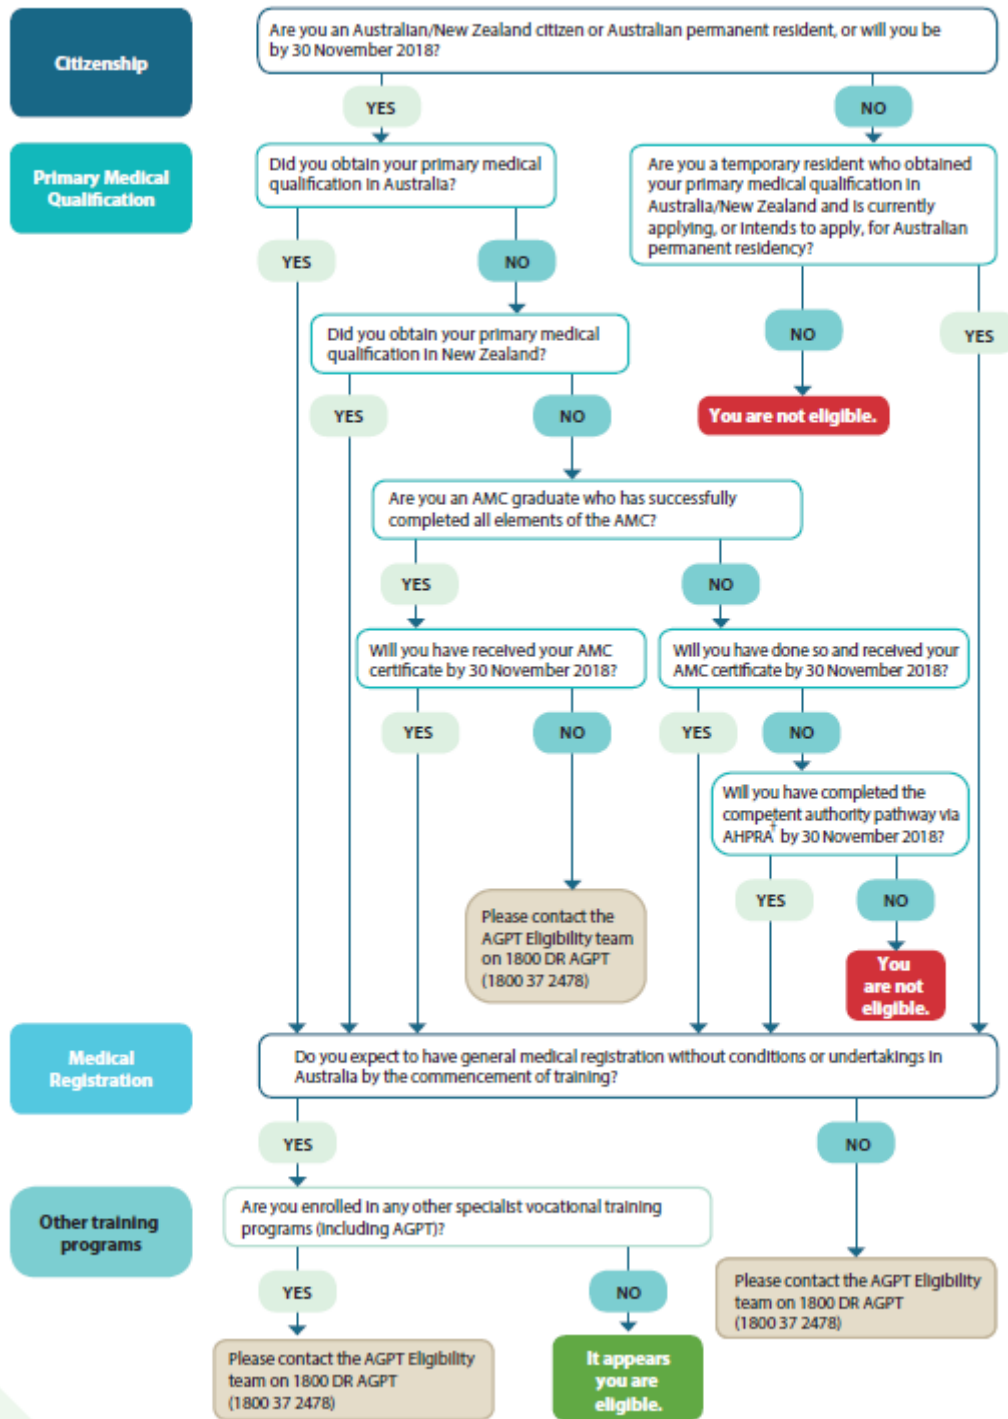 Citizenship
Are you an Australian/New Zealand citizen or Australian permanent resident, or will you be
by 30 November 2018?
YES
NO
Primary Medical
Qualification
Did you obtain your primary medical
qualification in Australia?
Are you a temporary resident who obtained
your primary medical qualification in
Australia/New Zealand and is currently
applying, or intends to apply, for Australian
permanent residency?
YES
NO
NO
YES
Did you obtain your primary medical
qualification in New Zealand?
You are not eligible.
YES
NO
Are you an AMC graduate who has successfully
completed all elements of the AMC?
YES
NO
Will you have received your AMC
certificate by 30 November 2018?
Will you have done so and received your
AMC certificate by 30 November 2018?
YES
NO
YES
NO
Will you have completed the
competent authority pathway via
AHPRA† by 30 November 2018?
YES
NO
Please contact the
AGPT Eligibility team
on 1800 DR AGPT
(1800 37 2478)
You
are not
eligible.
Medical
Registration
Do you expect to have general medical registration without conditions or undertakings in
Australia by the commencement of training?
YES
NO
Other training
programs
Are you enrolled in any other specialist vocational training
programs (including AGPT)?
YES
NO
Please contact the AGPT Eligibility
team on 1800 DR AGPT
(1800 37 2478)
Please contact the AGPT Eligibility
team on 1800 DR AGPT
(1800 37 2478)
It appears
you are
eligible.